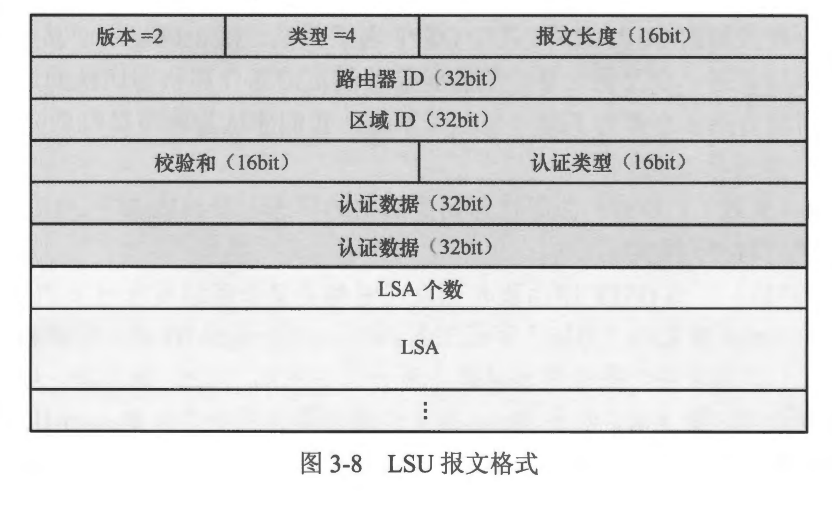 版本 =2 类型 =4 报文长度（16bit）
路由器 ID（32bit）
区域 ID（32bit）
校验和（16bit） 认证类型（16bit）
认证数据（32bit）
认证数据（32bit）
LSA 个数
LSA
⋮
图 3-8 LSU 报文格式